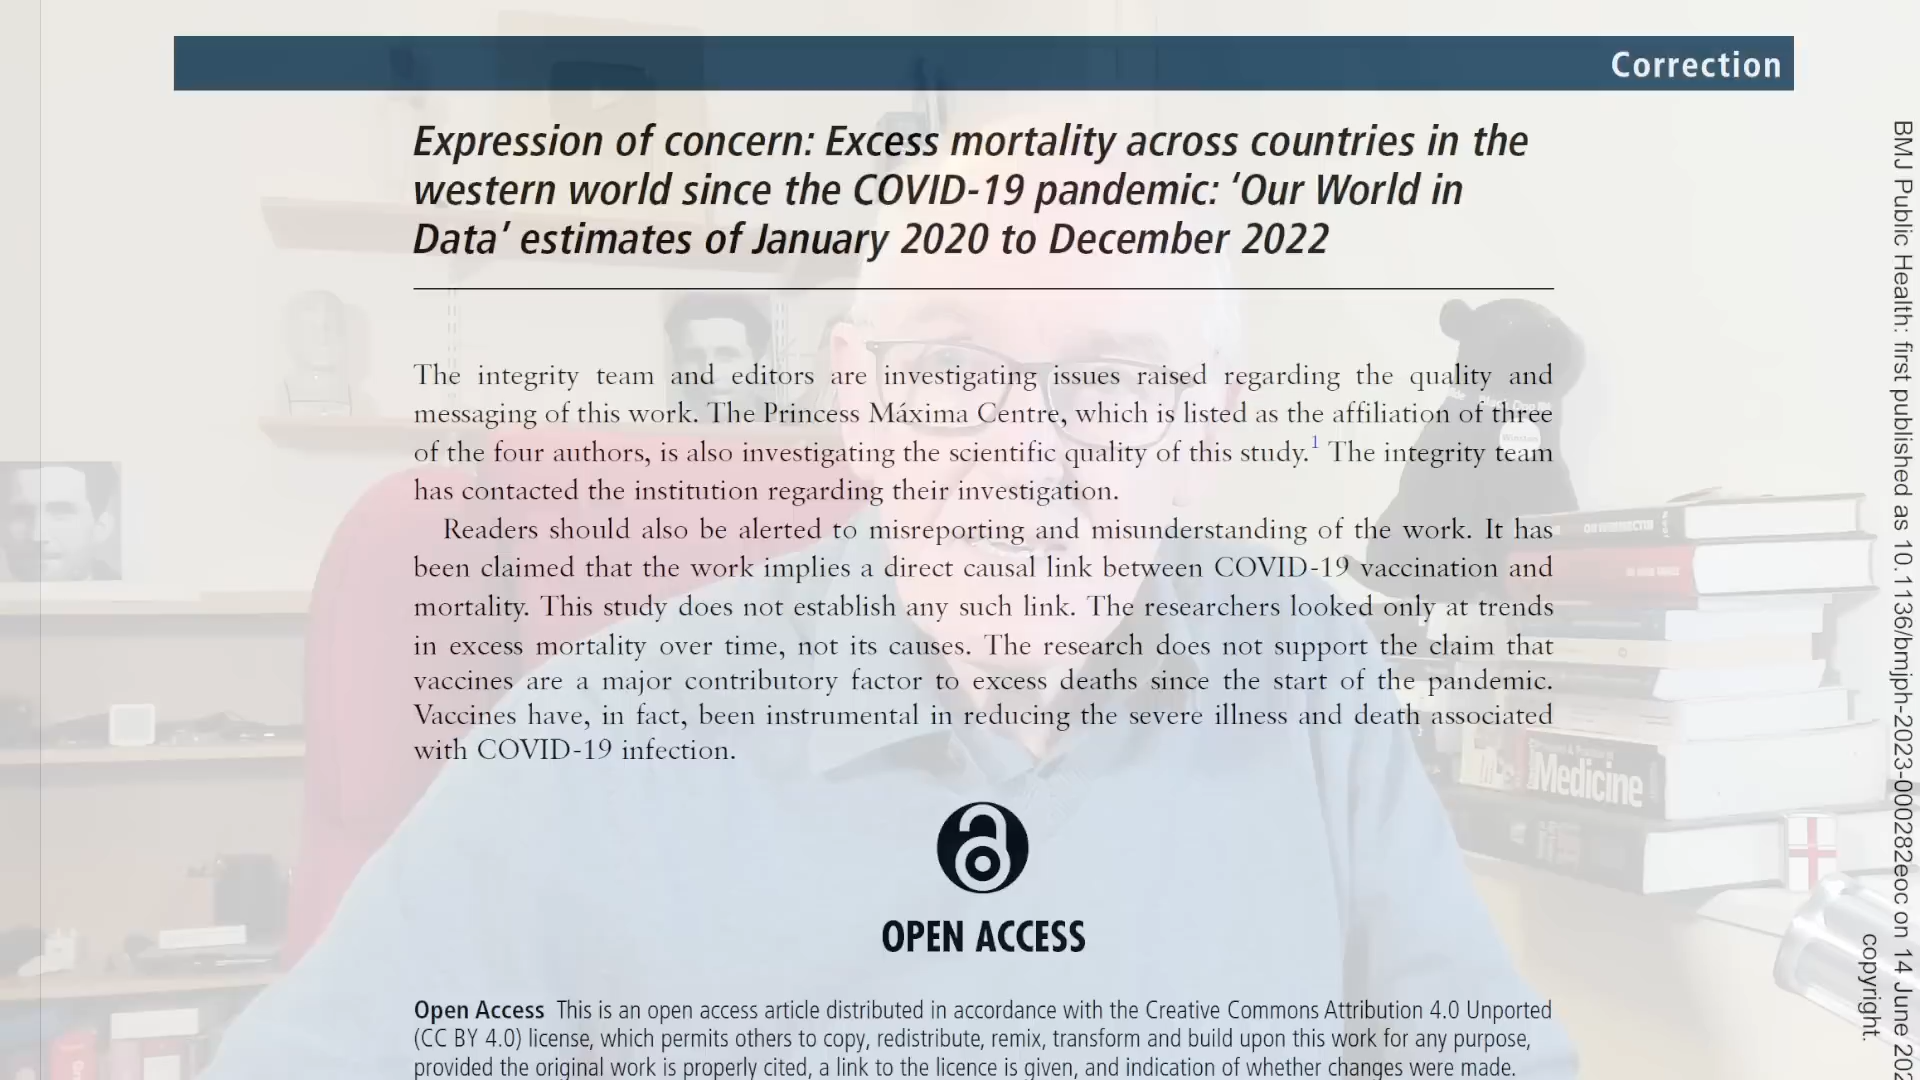 Correction
Expression of concern: Excess mortality across countries in the
western world since the COVID-19 pandemic: ‘Our World in
Data’ estimates of January 2020 to December 2022
The integrity team and editors are investigating issues raised regarding the quality and
messaging of this work. The Princess Máxima Centre, which is listed as the affiliation of three
of the four authors, is also investigating the scientific quality of this study.1 The integrity team
has contacted the institution regarding their investigation.
Readers should also be alerted to misreporting and misunderstanding of the work. It has
been claimed that the work implies a direct causal link between COVID-19 vaccination and
mortality. This study does not establish any such link. The researchers looked only at trends
in excess mortality over time, not its causes. The research does not support the claim that
vaccines are a major contributory factor to excess deaths since the start of the pandemic.
Vaccines have, in fact, been instrumental in reducing the severe illness and death associated
with COVID-19 infection.
OPEN ACCESS
Open Access This is an open access article distributed in accordance with the Creative Commons Attribution 4.0 Unported
(CC BY 4.0) license, which permits others to copy, redistribute, remix, transform and build upon this work for any purpose,
provided the original work is properly cited, a link to the licence is given, and indication of whether changes were made.
BMJ Public Health: first published as 10.1136/bmjph-2023-000282eoc on 14 June 202
copyright.
Winston
Medicine